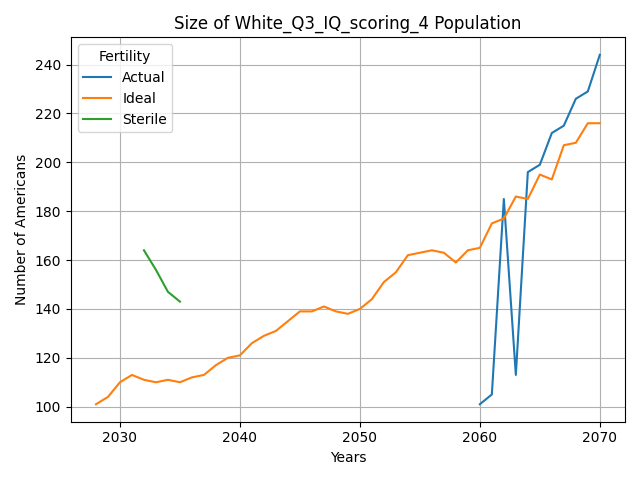 Size of White_Q3_IQ_scoring_4 Population
Fertility
Actual
Ideal
Sterile
Number of Americans
240
220
200
180
160
140
120
100
2030
2040
2050
2060
2070
Years